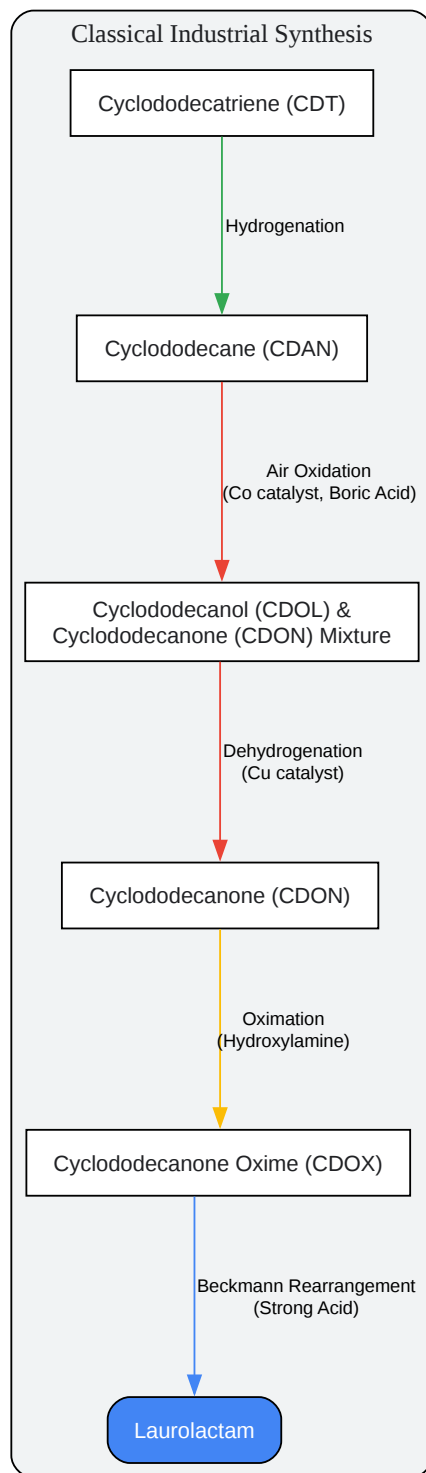 Classical Industrial Synthesis
Cyclododecatriene (CDT)
Hydrogenation
Cyclododecane (CDAN)
Air Oxidation
(Co catalyst, Boric Acid)
Cyclododecanol (CDOL) &
Cyclododecanone (CDON) Mixture
Dehydrogenation
(Cu catalyst)
Cyclododecanone (CDON)
Oximation
(Hydroxylamine)
Cyclododecanone Oxime (CDOX)
Beckmann Rearrangement
(Strong Acid)
Laurolactam